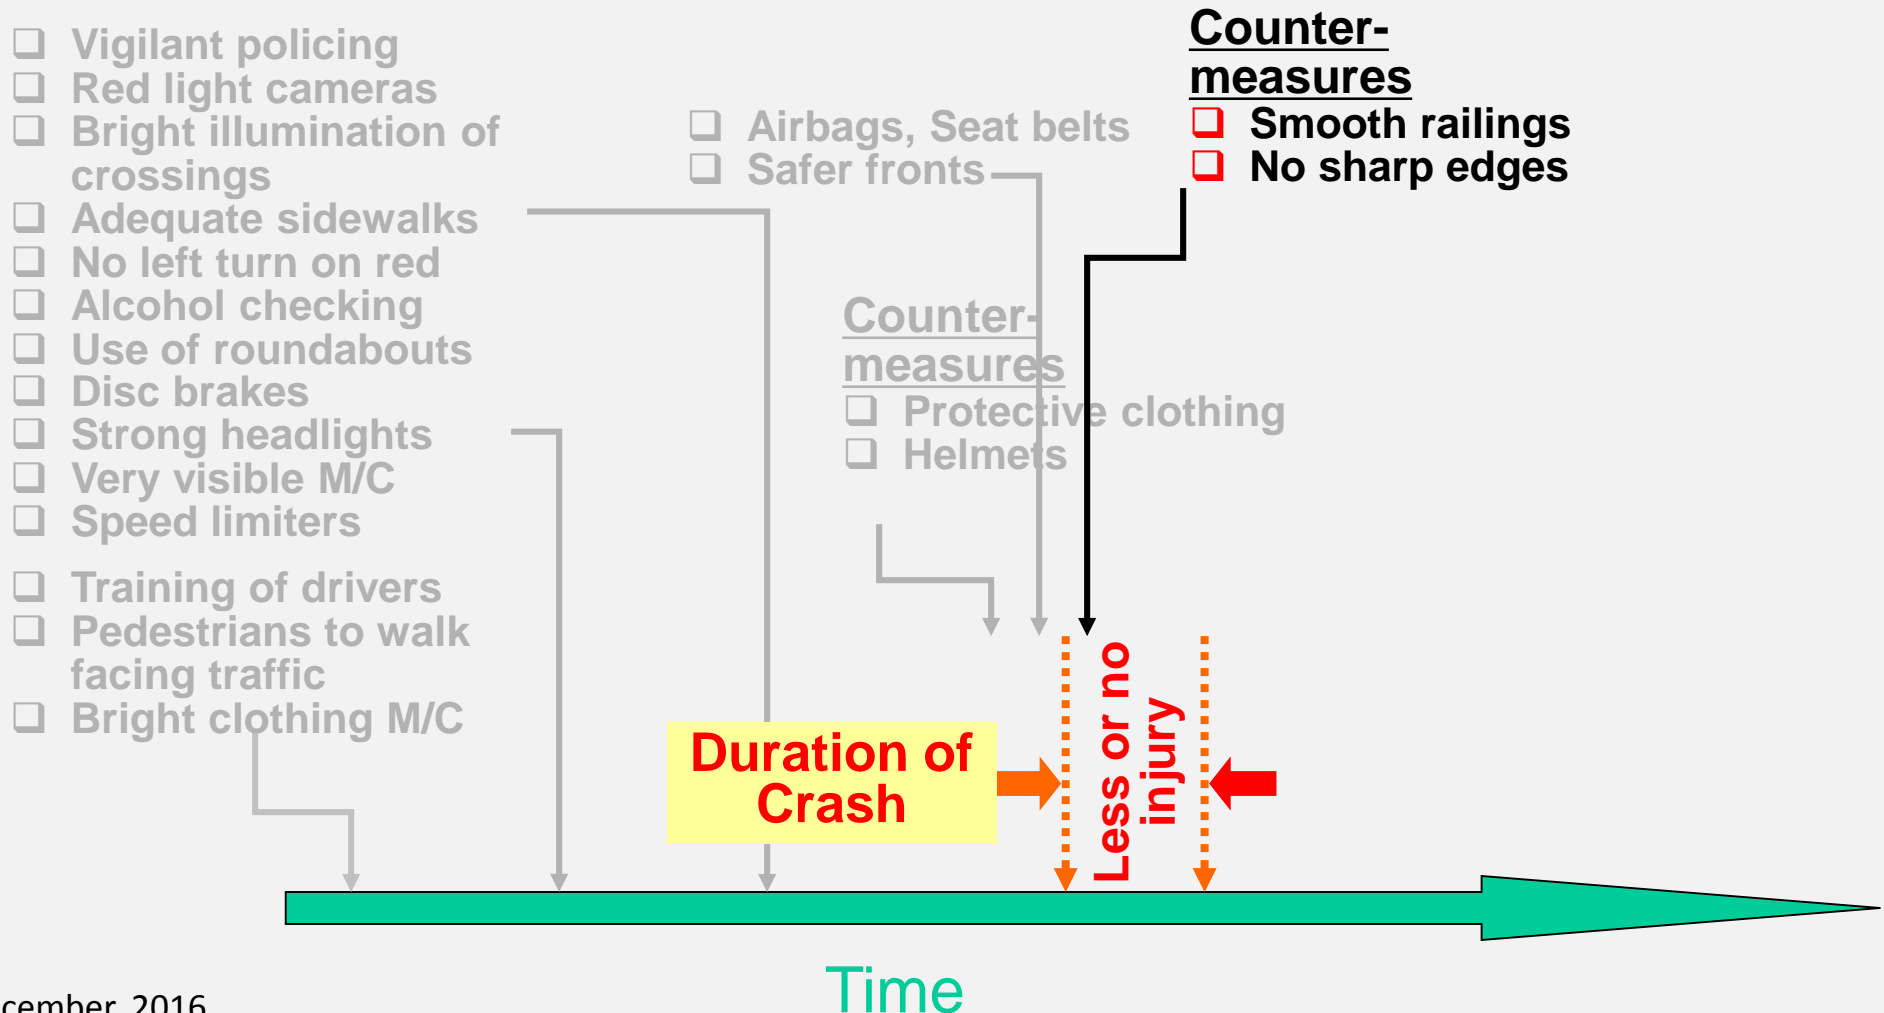 Vigilant policing
Red light cameras
Bright illumination of
crossings
Adequate sidewalks
No left turn on red
Alcohol checking
Use of roundabouts
Disc brakes
Strong headlights
Very visible M/C
Speed limiters
Training of drivers
Pedestrians to walk
facing traffic
Bright clothing M/C
Airbags, Seat belts
Safer fronts
Counter-
measures
Protective clothing
Helmets
Counter-
measures
Smooth railings
No sharp edges
Duration of
Crash
Less or no
injury
Time
cember, 2016